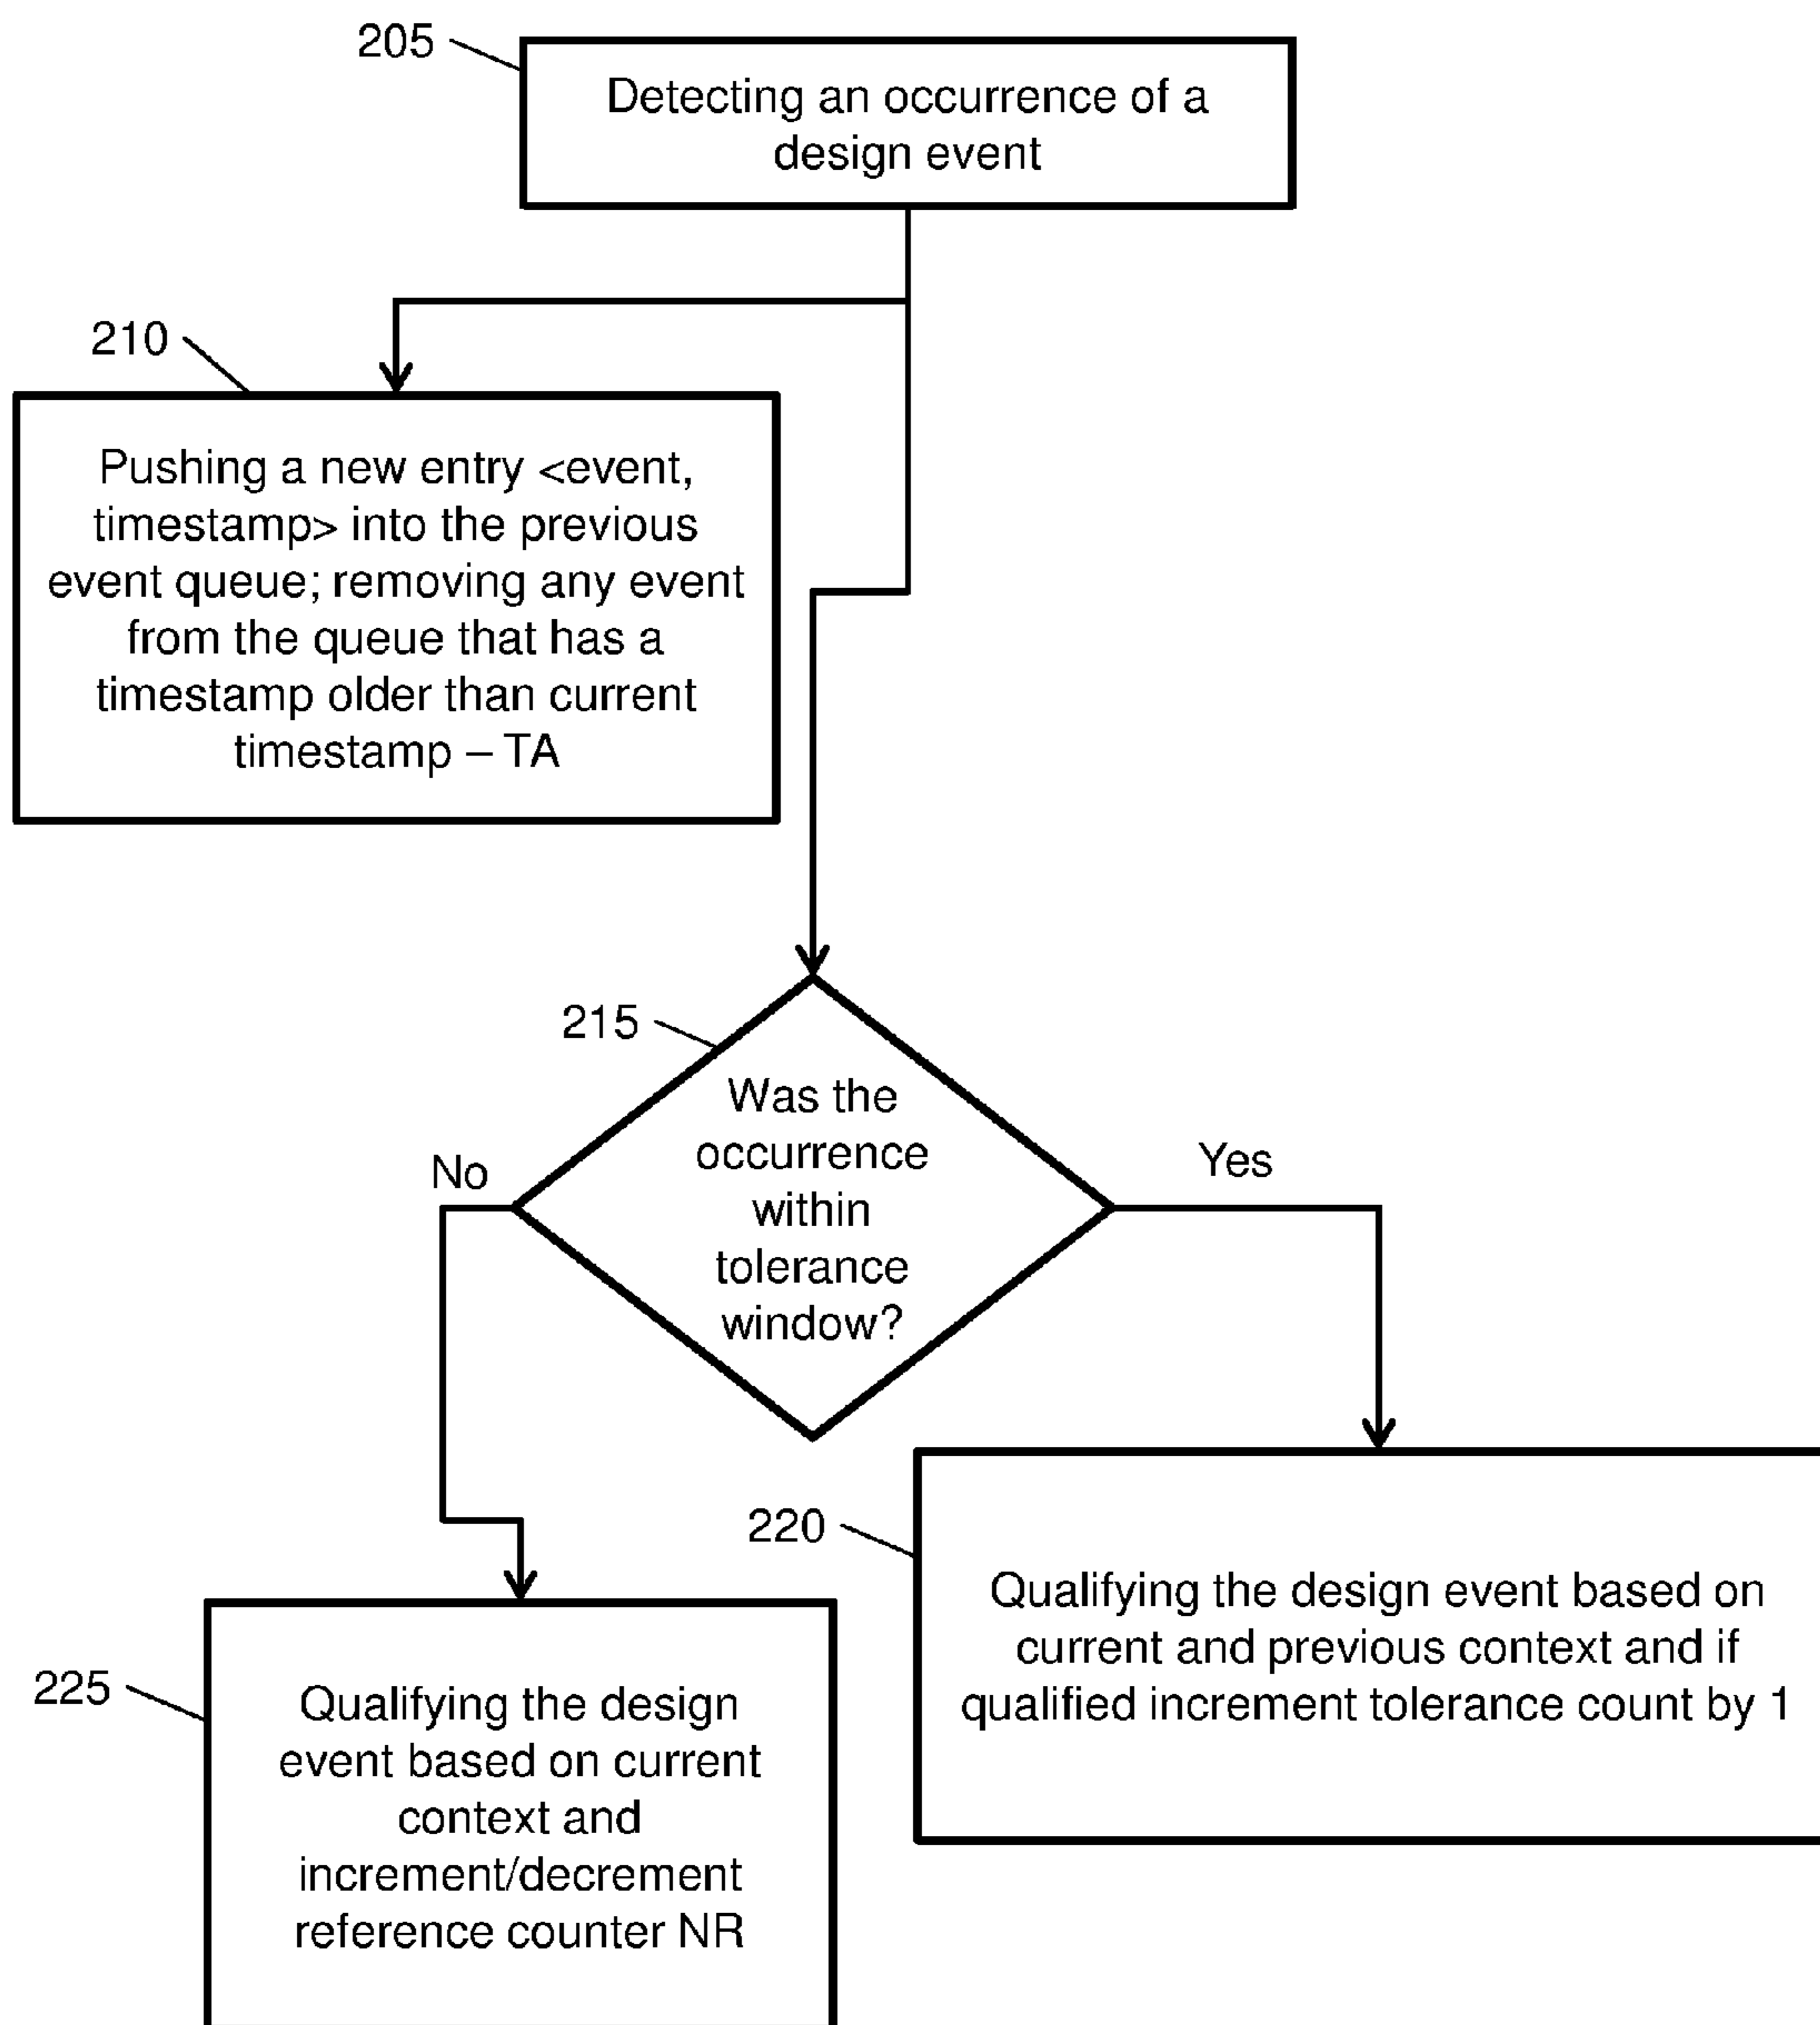 205
Detecting an occurrence of a
design event
210
Pushing a new entry <event,
timestamp> into the previous
event queue; removing any event
from the queue that has a
timestamp older than current
timestamp – TA
215
Was the
occurrence
within
tolerance
window?
No
Yes
220
Qualifying the design event based on
current and previous context and if
qualified increment tolerance count by 1
225
Qualifying the design
event based on current
context and
increment/decrement
reference counter NR